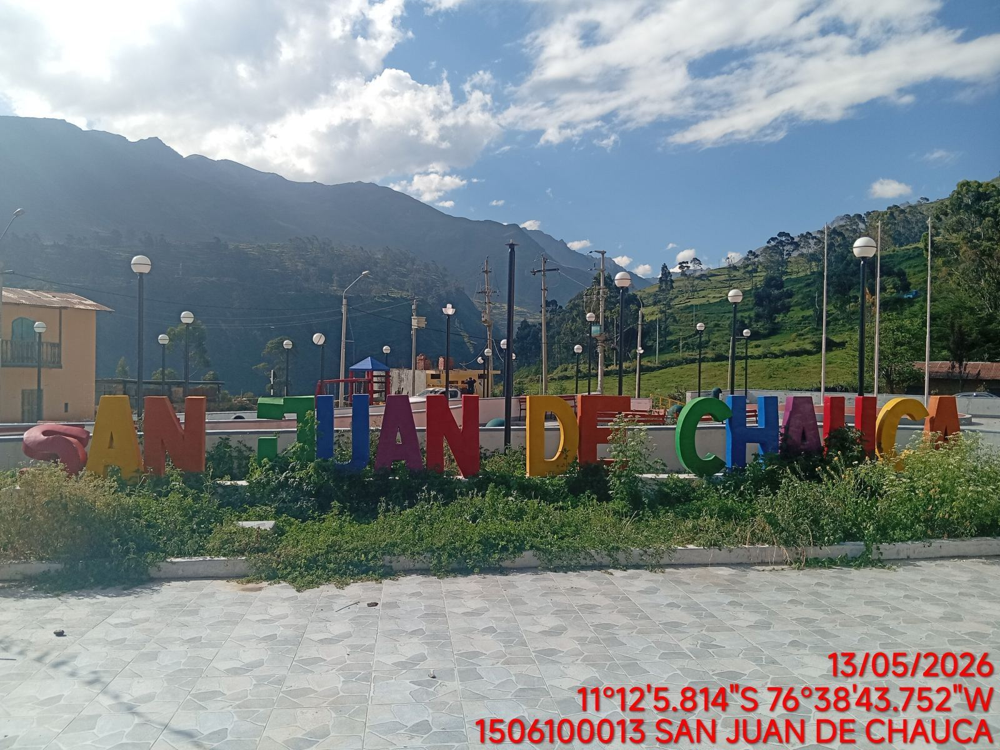 SAN JUAN DE CHAUCA
13/05/2026
11°12'5.814"S 76°38'43.752"W
1506100013 SAN JUAN DE CHAUCA